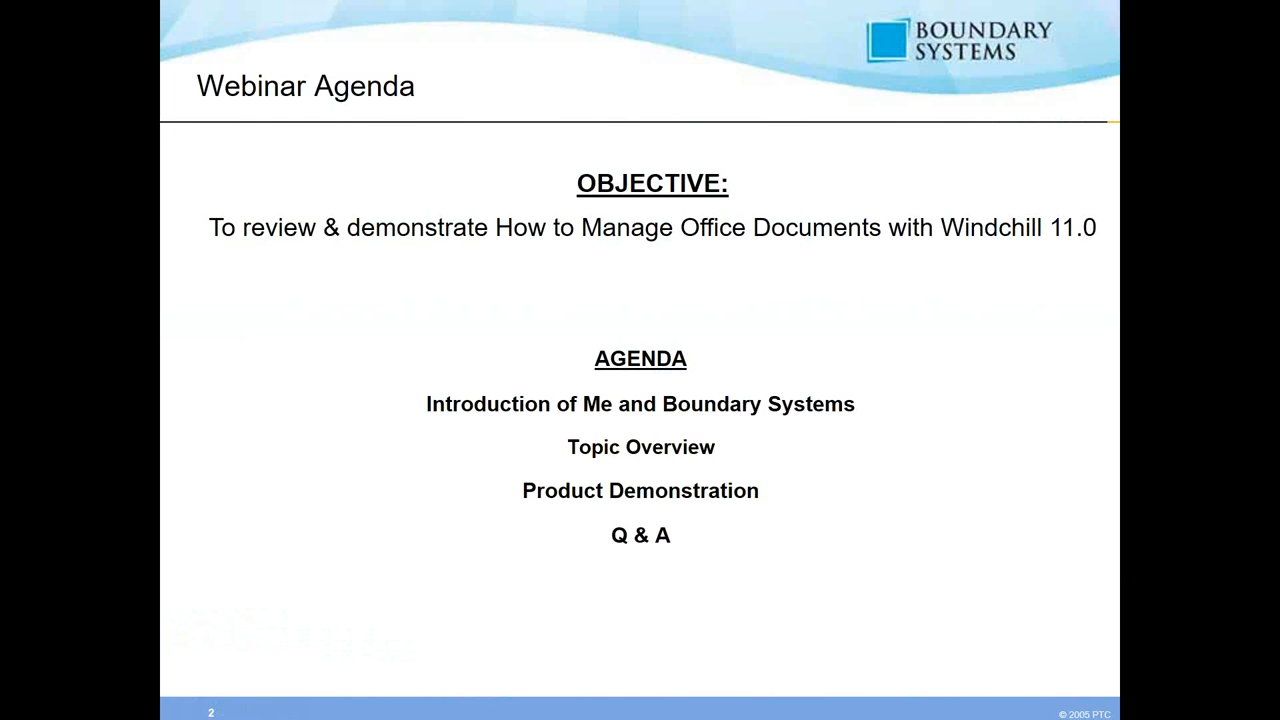 BOUNDARY
SYSTEMS
Webinar Agenda
OBJECTIVE:
To review & demonstrate How to Manage Office Documents with Windchill 11.0
AGENDA
Introduction of Me and Boundary Systems
Topic Overview
Product Demonstration
Q & A
2
© 2005 PTC